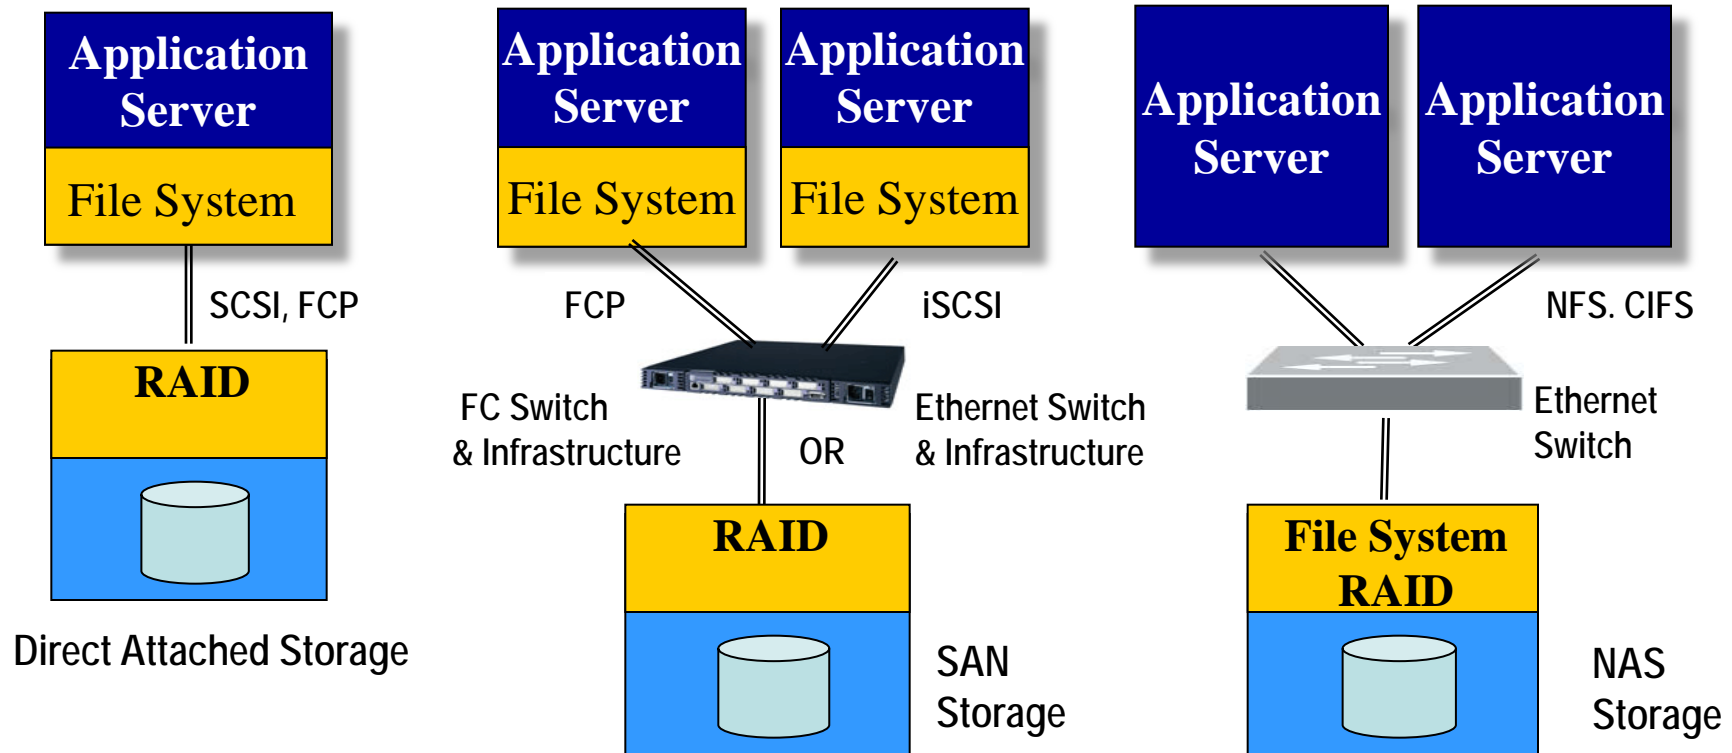 Application
Server
File System
SCSI, FCP
RAID
Direct Attached Storage
Application
Server
File System
Application
Server
File System
FCP
iSCSI
FC Switch
& Infrastructure
OR
Ethernet Switch
& Infrastructure
RAID
SAN
Storage
Application
Server
Application
Server
NFS. CIFS
Ethernet
Switch
File System
RAID
NAS
Storage